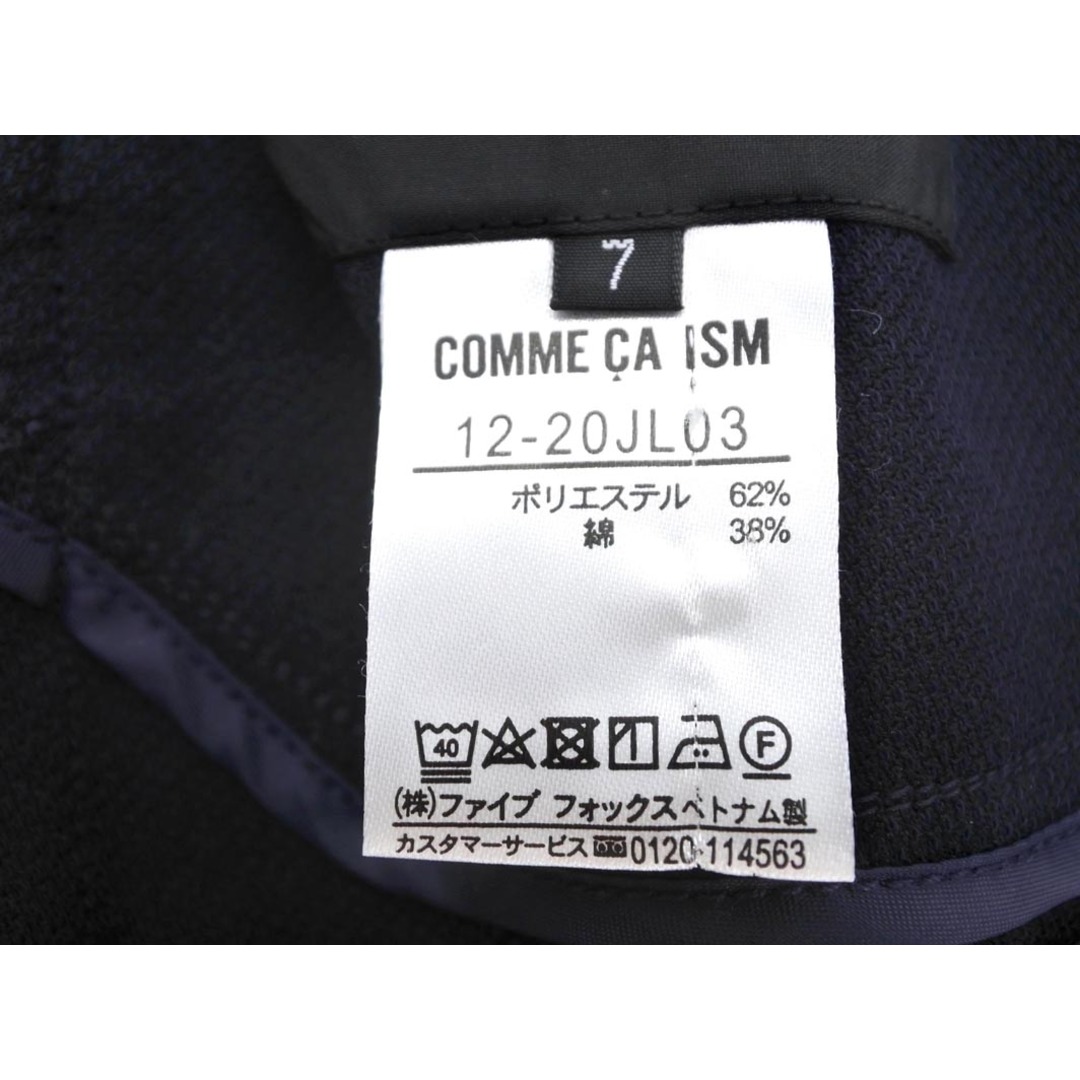 7
COMME ÇA ISM
12-20JL03
ポリエステル 62%
綿 38%
40 F
(株)ファイブ フォックス ベトナム製
カスタマーサービス 0120-114563